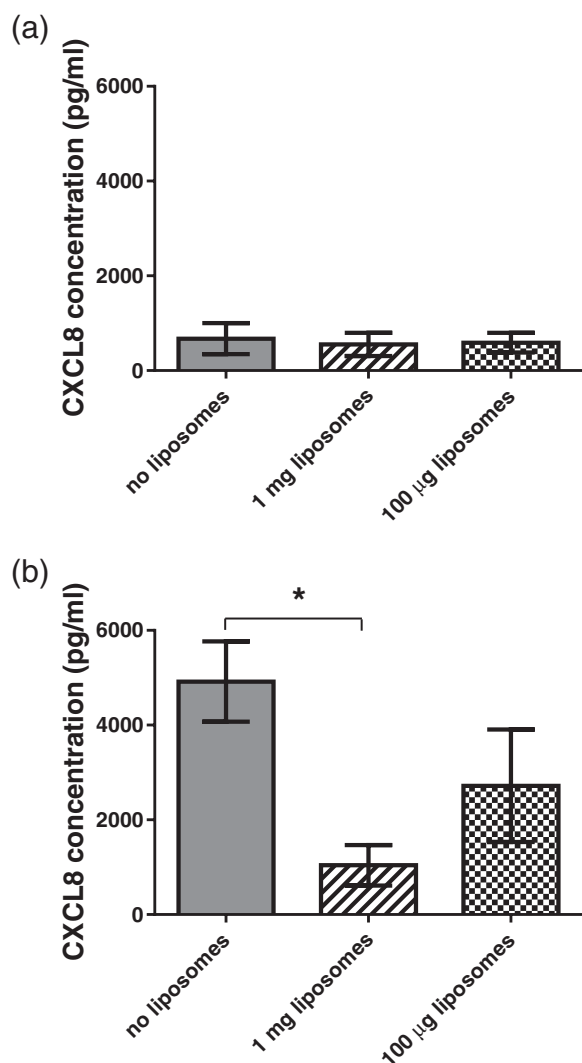 (a)
CXCL8 concentration (pg/ml)
6000
4000
2000
0
no liposomes
1 mg liposomes
100 μg liposomes
(b)
CXCL8 concentration (pg/ml)
*
6000
4000
2000
0
no liposomes
1 mg liposomes
100 μg liposomes